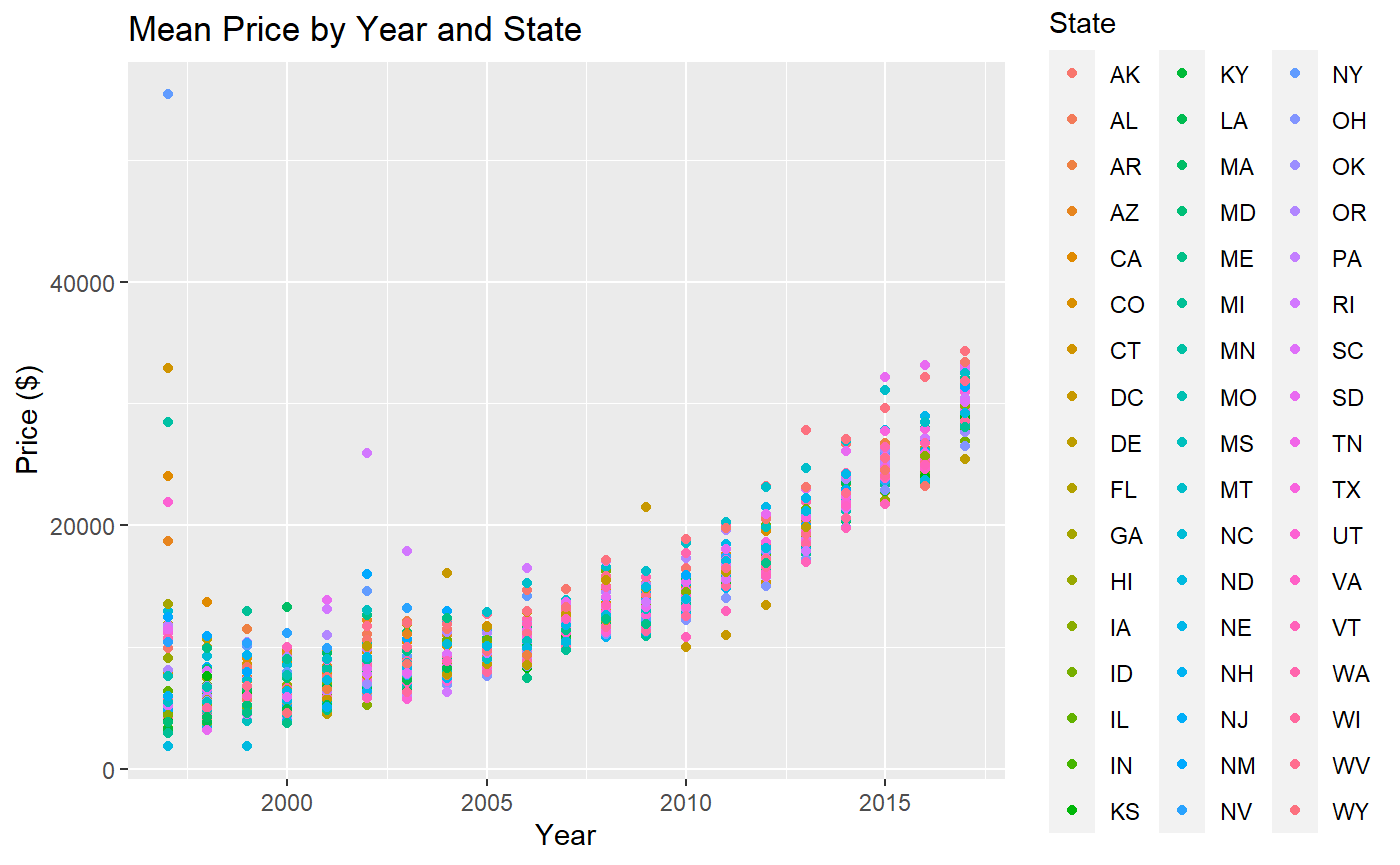 Mean Price by Year and State
Price ($)
40000
20000
0
2000 2005 2010 2015
Year
State
AK KY NY
AL LA OH
AR MA OK
AZ MD OR
CA ME PA
CO MI RI
CT MN SC
DC MO SD
DE MS TN
FL MT TX
GA NC UT
HI ND VA
IA NE VT
ID NH WA
IL NJ WI
IN NM WV
KS NV WY